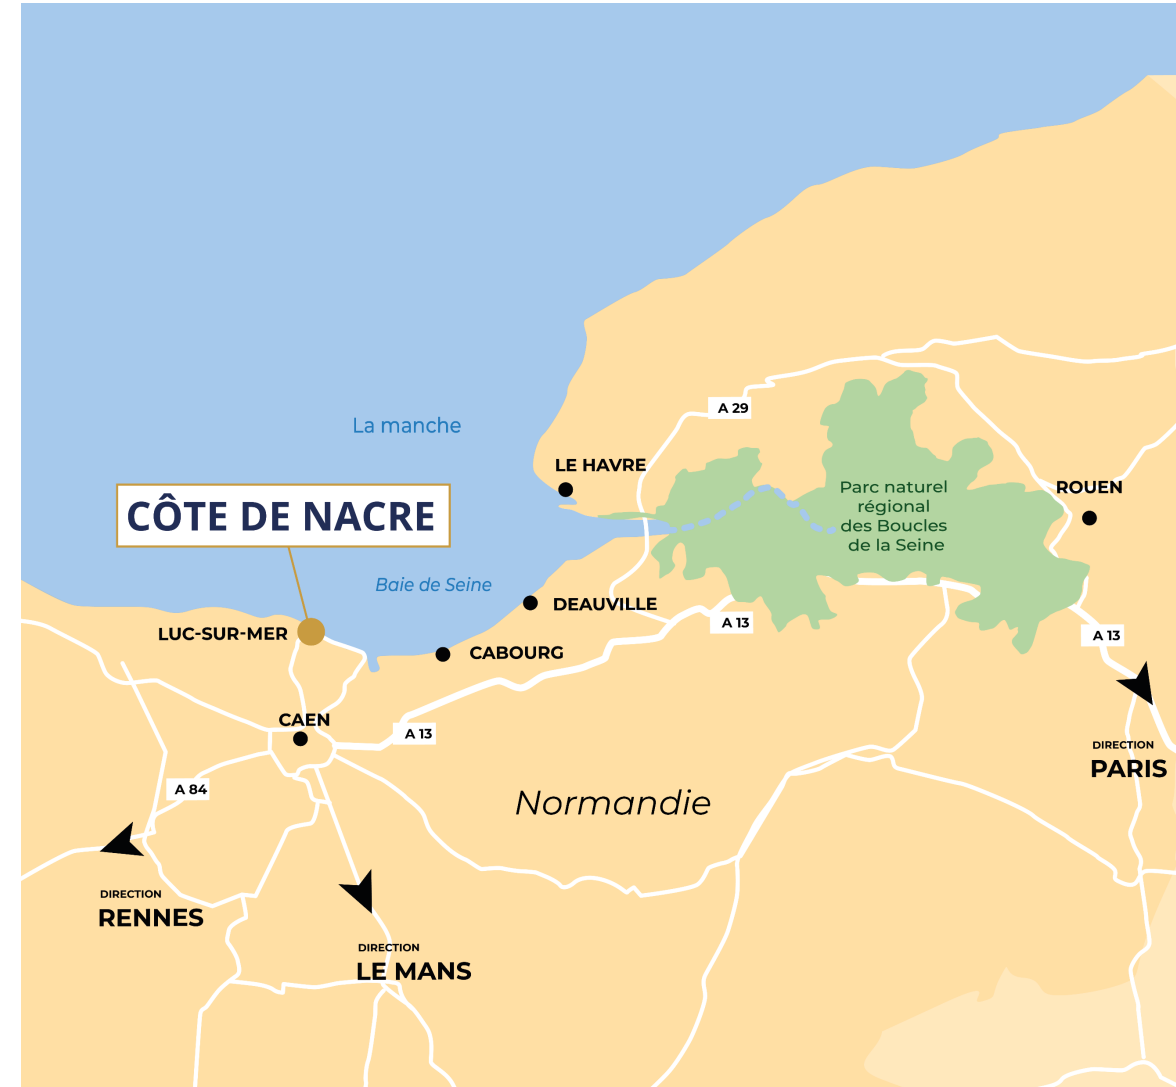 A 29
La manche
LE HAVRE
ROUEN
Parc naturel
régional
des Boucles
de la Seine
CÔTE DE NACRE
Baie de Seine
DEAUVILLE
A 13
LUC-SUR-MER
A 13
CABOURG
CAEN
A 13
DIRECTION
PARIS
A 84
Normandie
DIRECTION
RENNES
DIRECTION
LE MANS